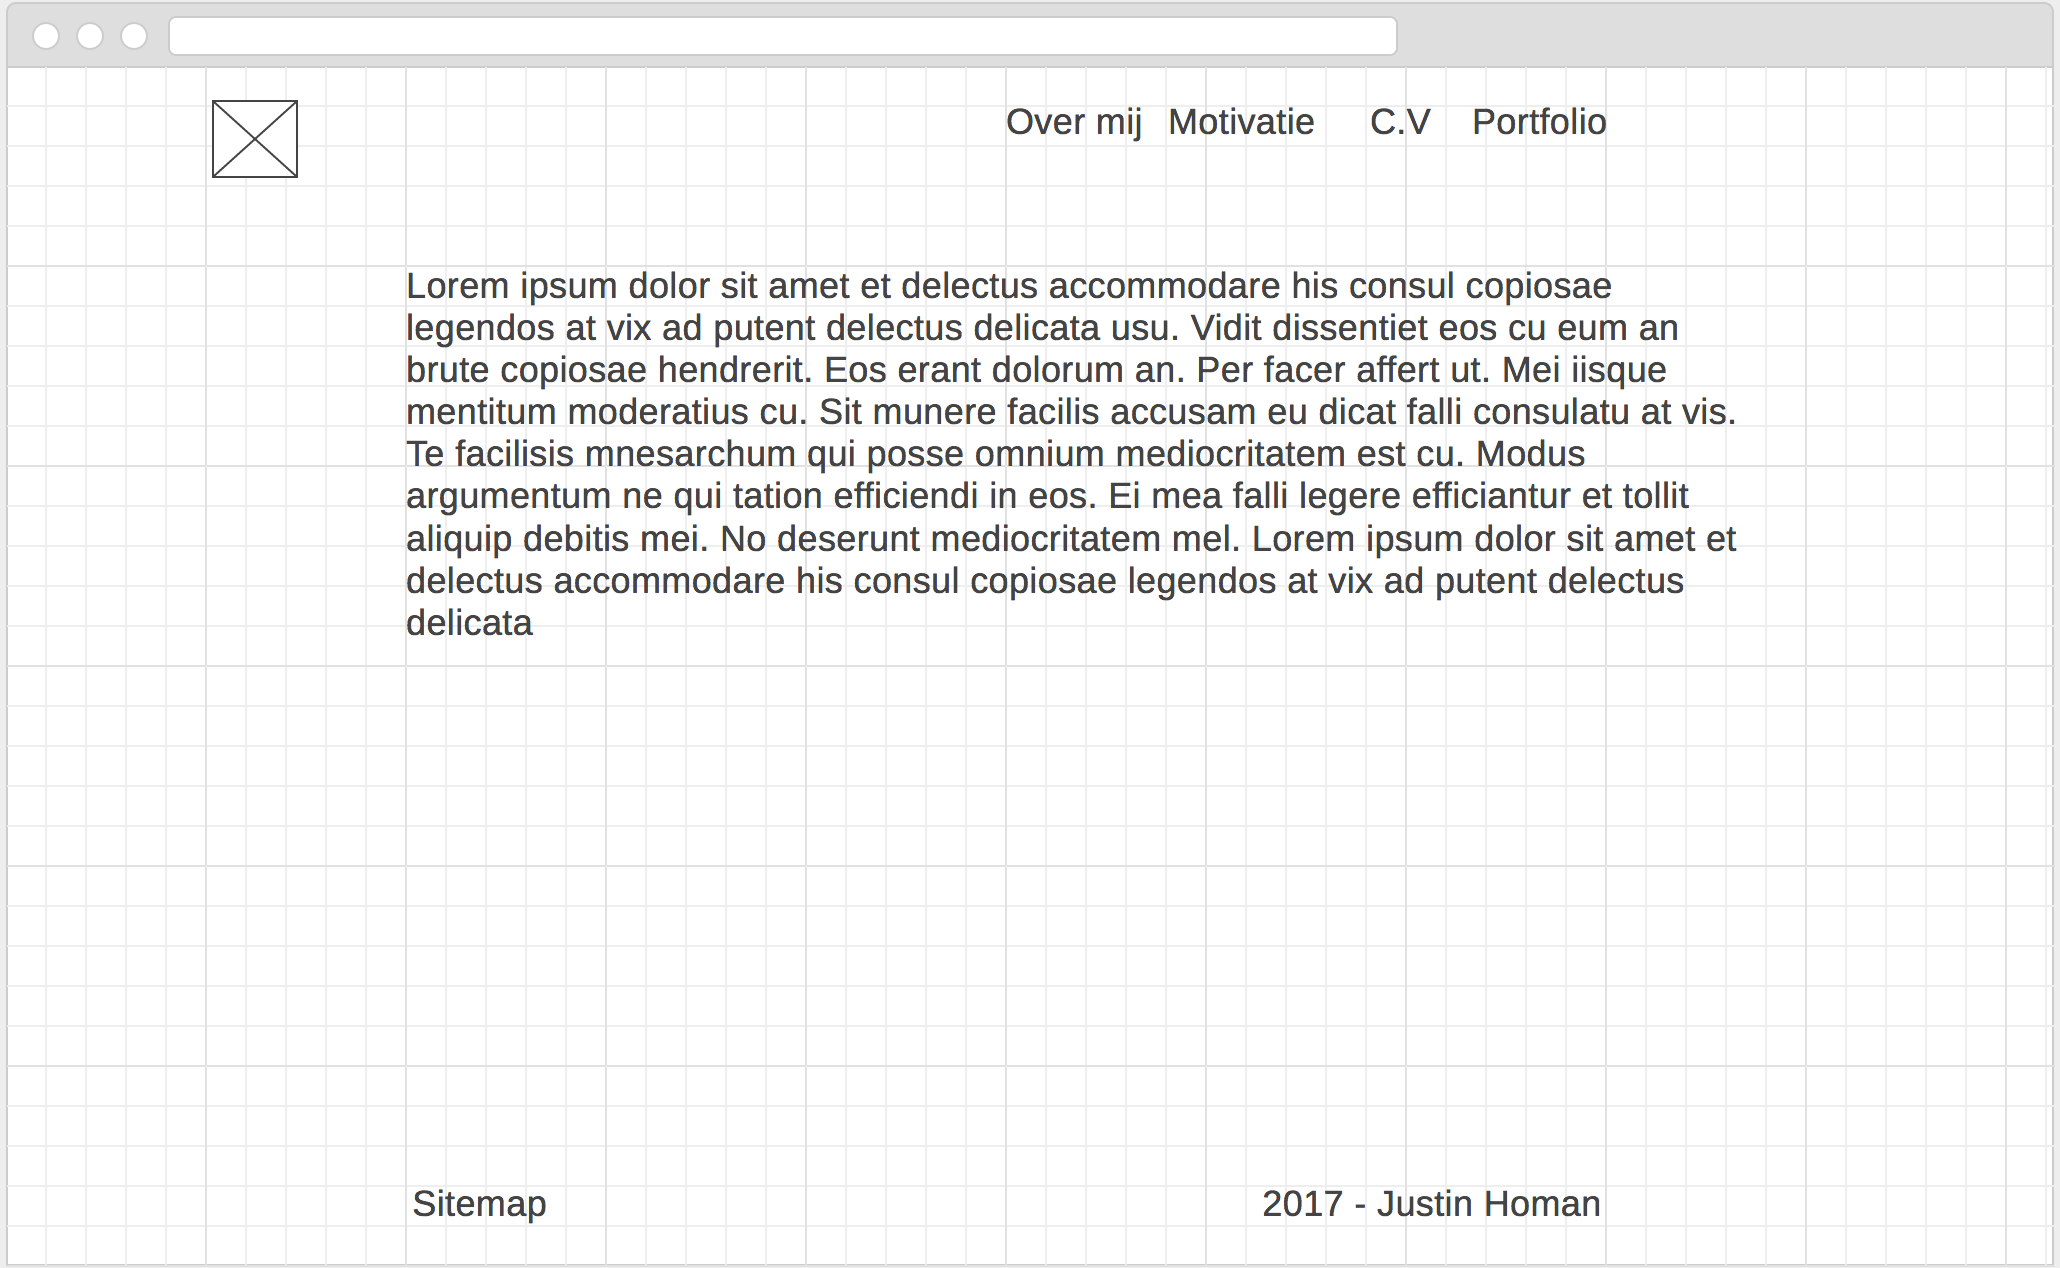 Over mij Motivatie C.V Portfolio
Lorem ipsum dolor sit amet et delectus accommodare his consul copiosae
legendos at vix ad putent delectus delicata usu. Vidit dissentiet eos cu eum an
brute copiosae hendrerit. Eos erant dolorum an. Per facer affert ut. Mei iisque
mentitum moderatius cu. Sit munere facilis accusam eu dicat falli consulatu at vis.
Te facilisis mnesarchum qui posse omnium mediocritatem est cu. Modus
argumentum ne qui tation efficiendi in eos. Ei mea falli legere efficiantur et tollit
aliquip debitis mei. No deserunt mediocritatem mel. Lorem ipsum dolor sit amet et
delectus accommodare his consul copiosae legendos at vix ad putent delectus
delicata
Sitemap 2017 - Justin Homan